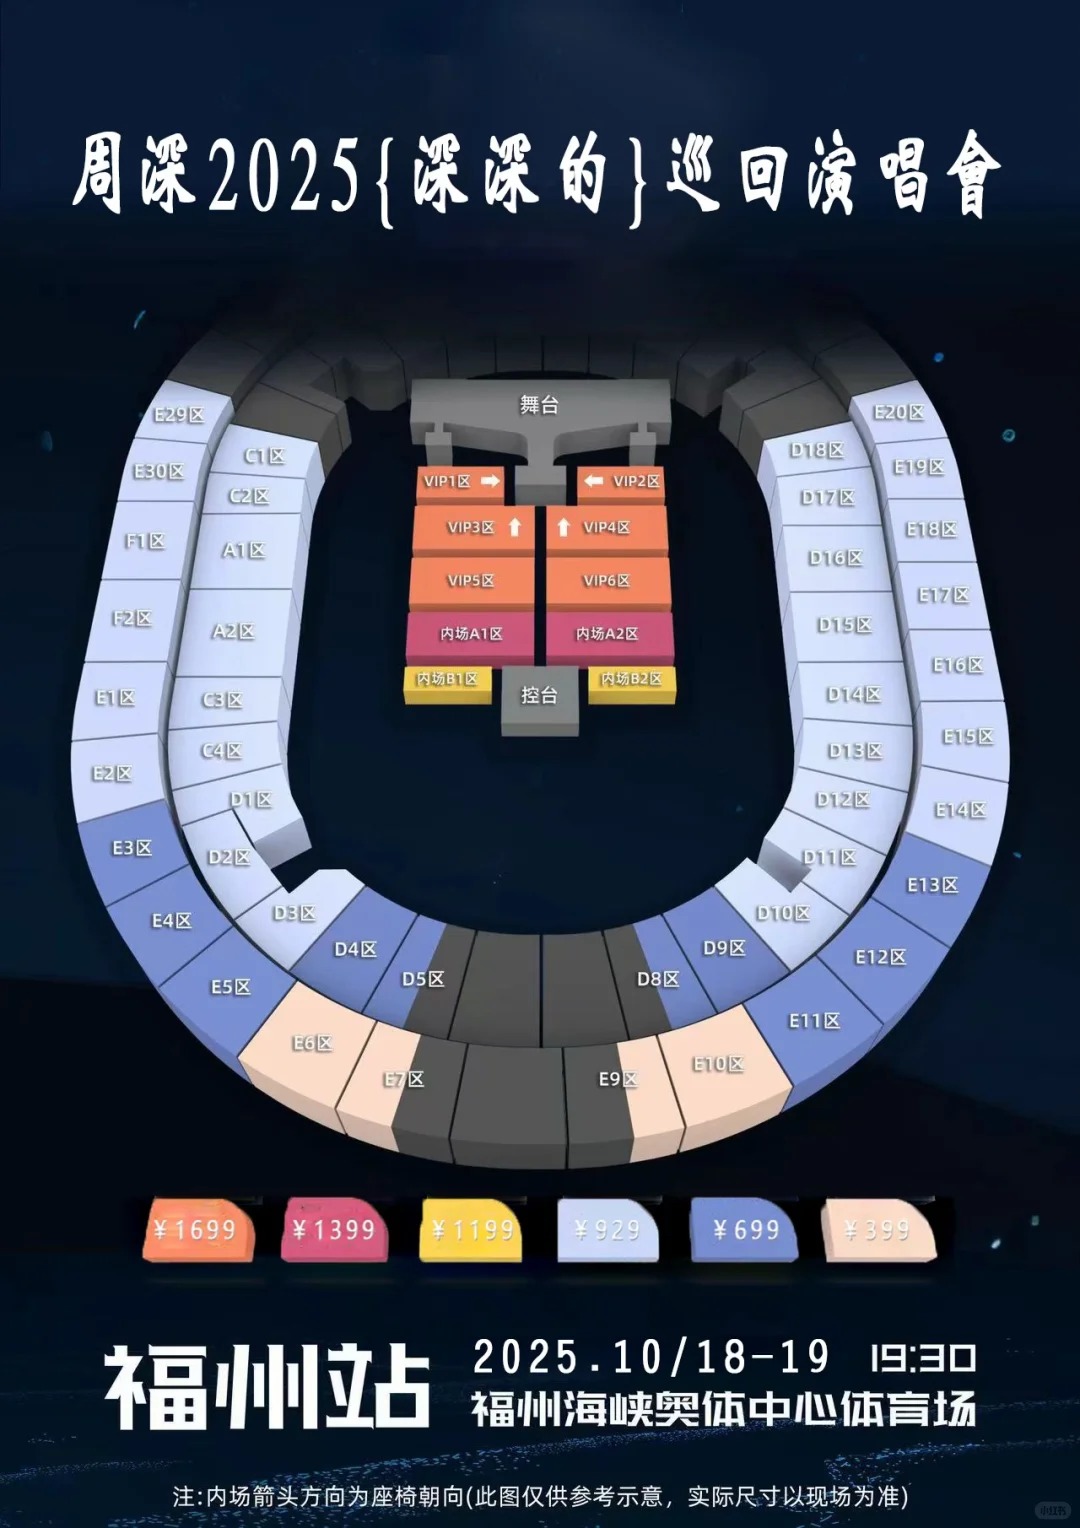 周深2025{深深的}巡回演唱會
舞台
E29区
E20区
C1区
D18区
E30区
VIP1区
VIP2区
E19区
C2区
D17区
F1区
A1区
VIP3区
VIP4区
D16区
E18区
VIP5区
VIP6区
E17区
F2区
A2区
内场A1区
内场A2区
D15区
E16区
E1区
C3区
内场B1区
控台
内场B2区
D14区
E15区
E2区
C4区
D13区
D1区
D12区
E14区
E3区
D2区
D11区
E13区
E4区
D3区
D10区
E12区
D4区
D9区
E5区
D5区
D8区
E11区
E6区
E10区
E7区
E9区
¥1699
¥1399
¥1199
¥929
¥699
¥399
福州站
2025.10/18-19 19:30
福州海峡奥体中心体育场
注:内场箭头方向为座椅朝向(此图仅供参考示意，实际尺寸以现场为准)
小红书